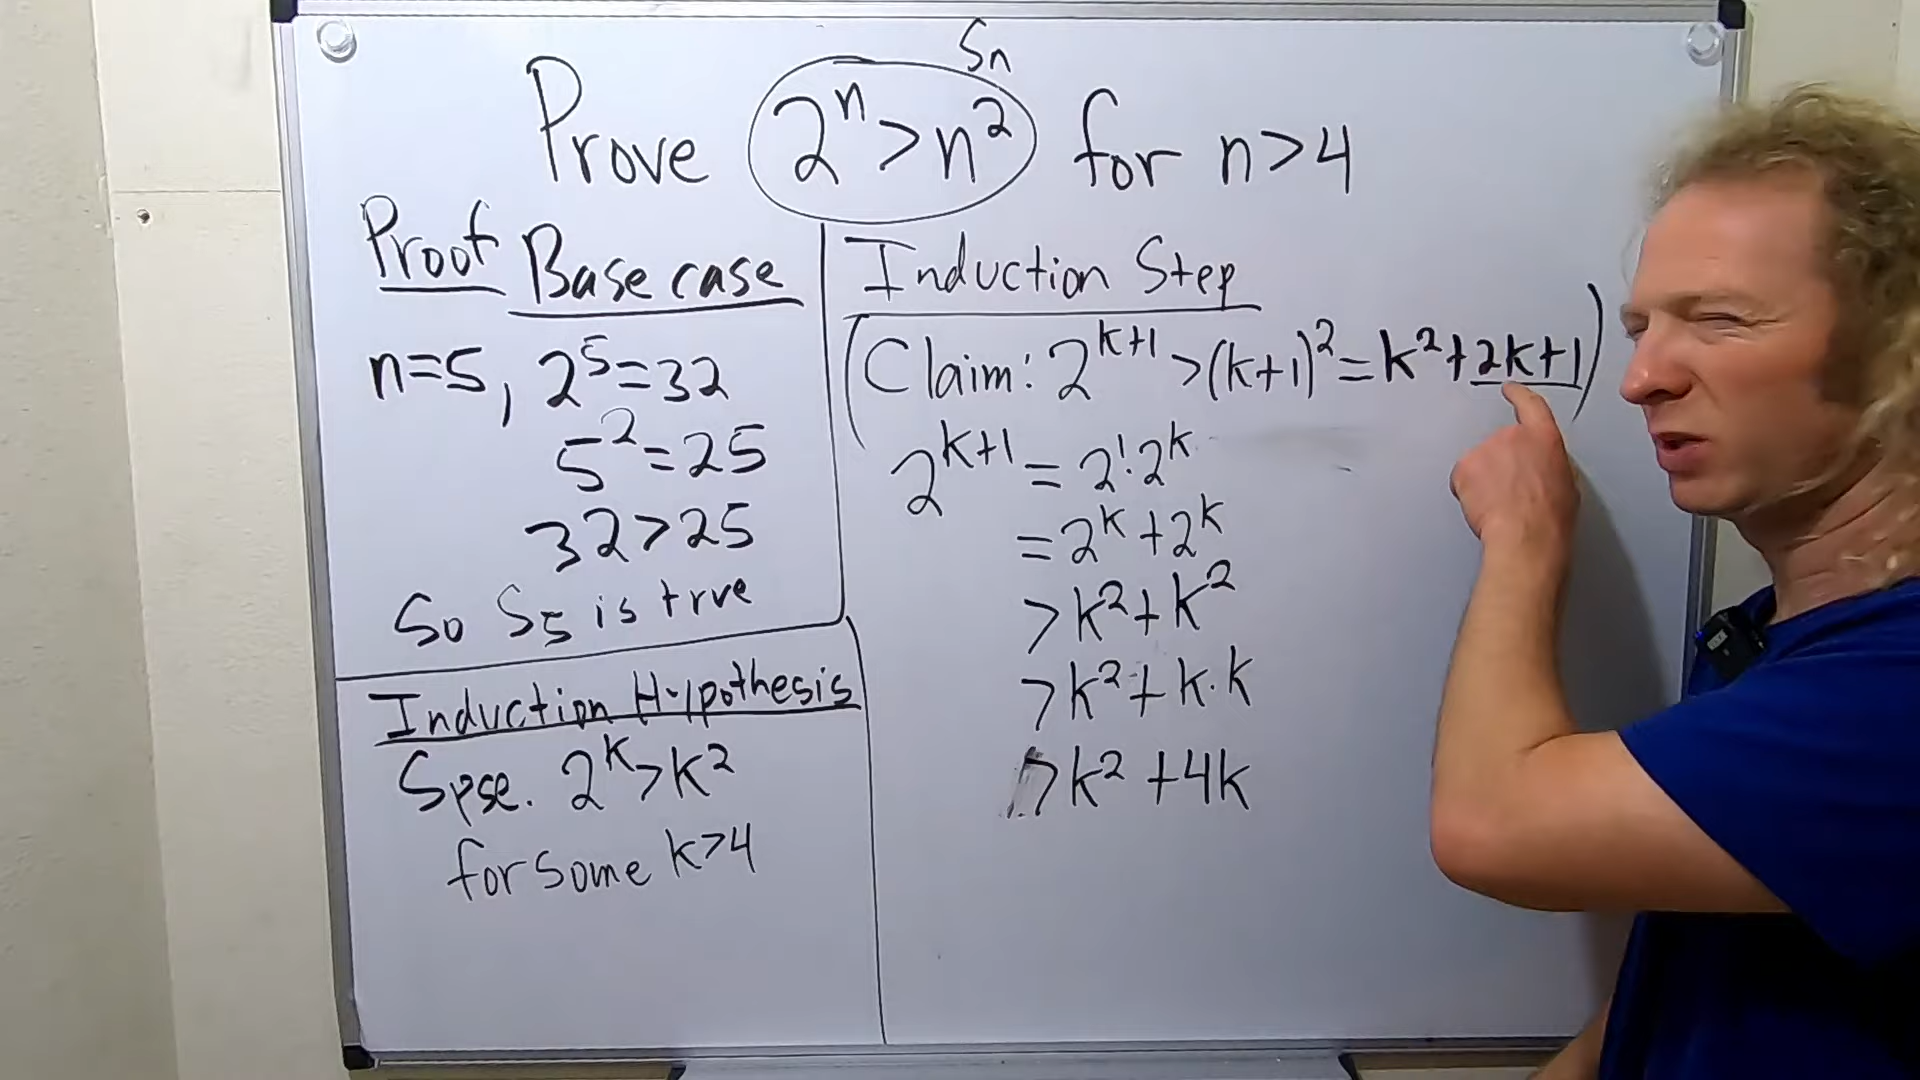 Sn
Prove 2ⁿ>n² for n>4
Proof Base case
n=5, 2⁵=32
5²=25
32>25
So S₅ is true
Induction Hypothesis
Spse. 2ᵏ>k²
for some k>4
Induction Step
(Claim: 2ᵏ⁺¹>(k+1)²=k²+2k+1)
2ᵏ⁺¹=2¹·2ᵏ
=2ᵏ+2ᵏ
>k²+k²
>k²+k·k
>k²+4k